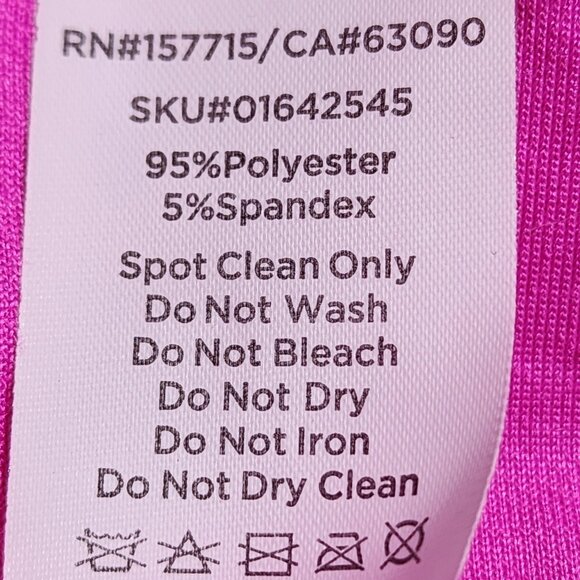 RN#157715/CA#63090
SKU#01642545
95%Polyester
5%Spandex
Spot Clean Only
Do Not Wash
Do Not Bleach
Do Not Dry
Do Not Iron
Do Not Dry Clean